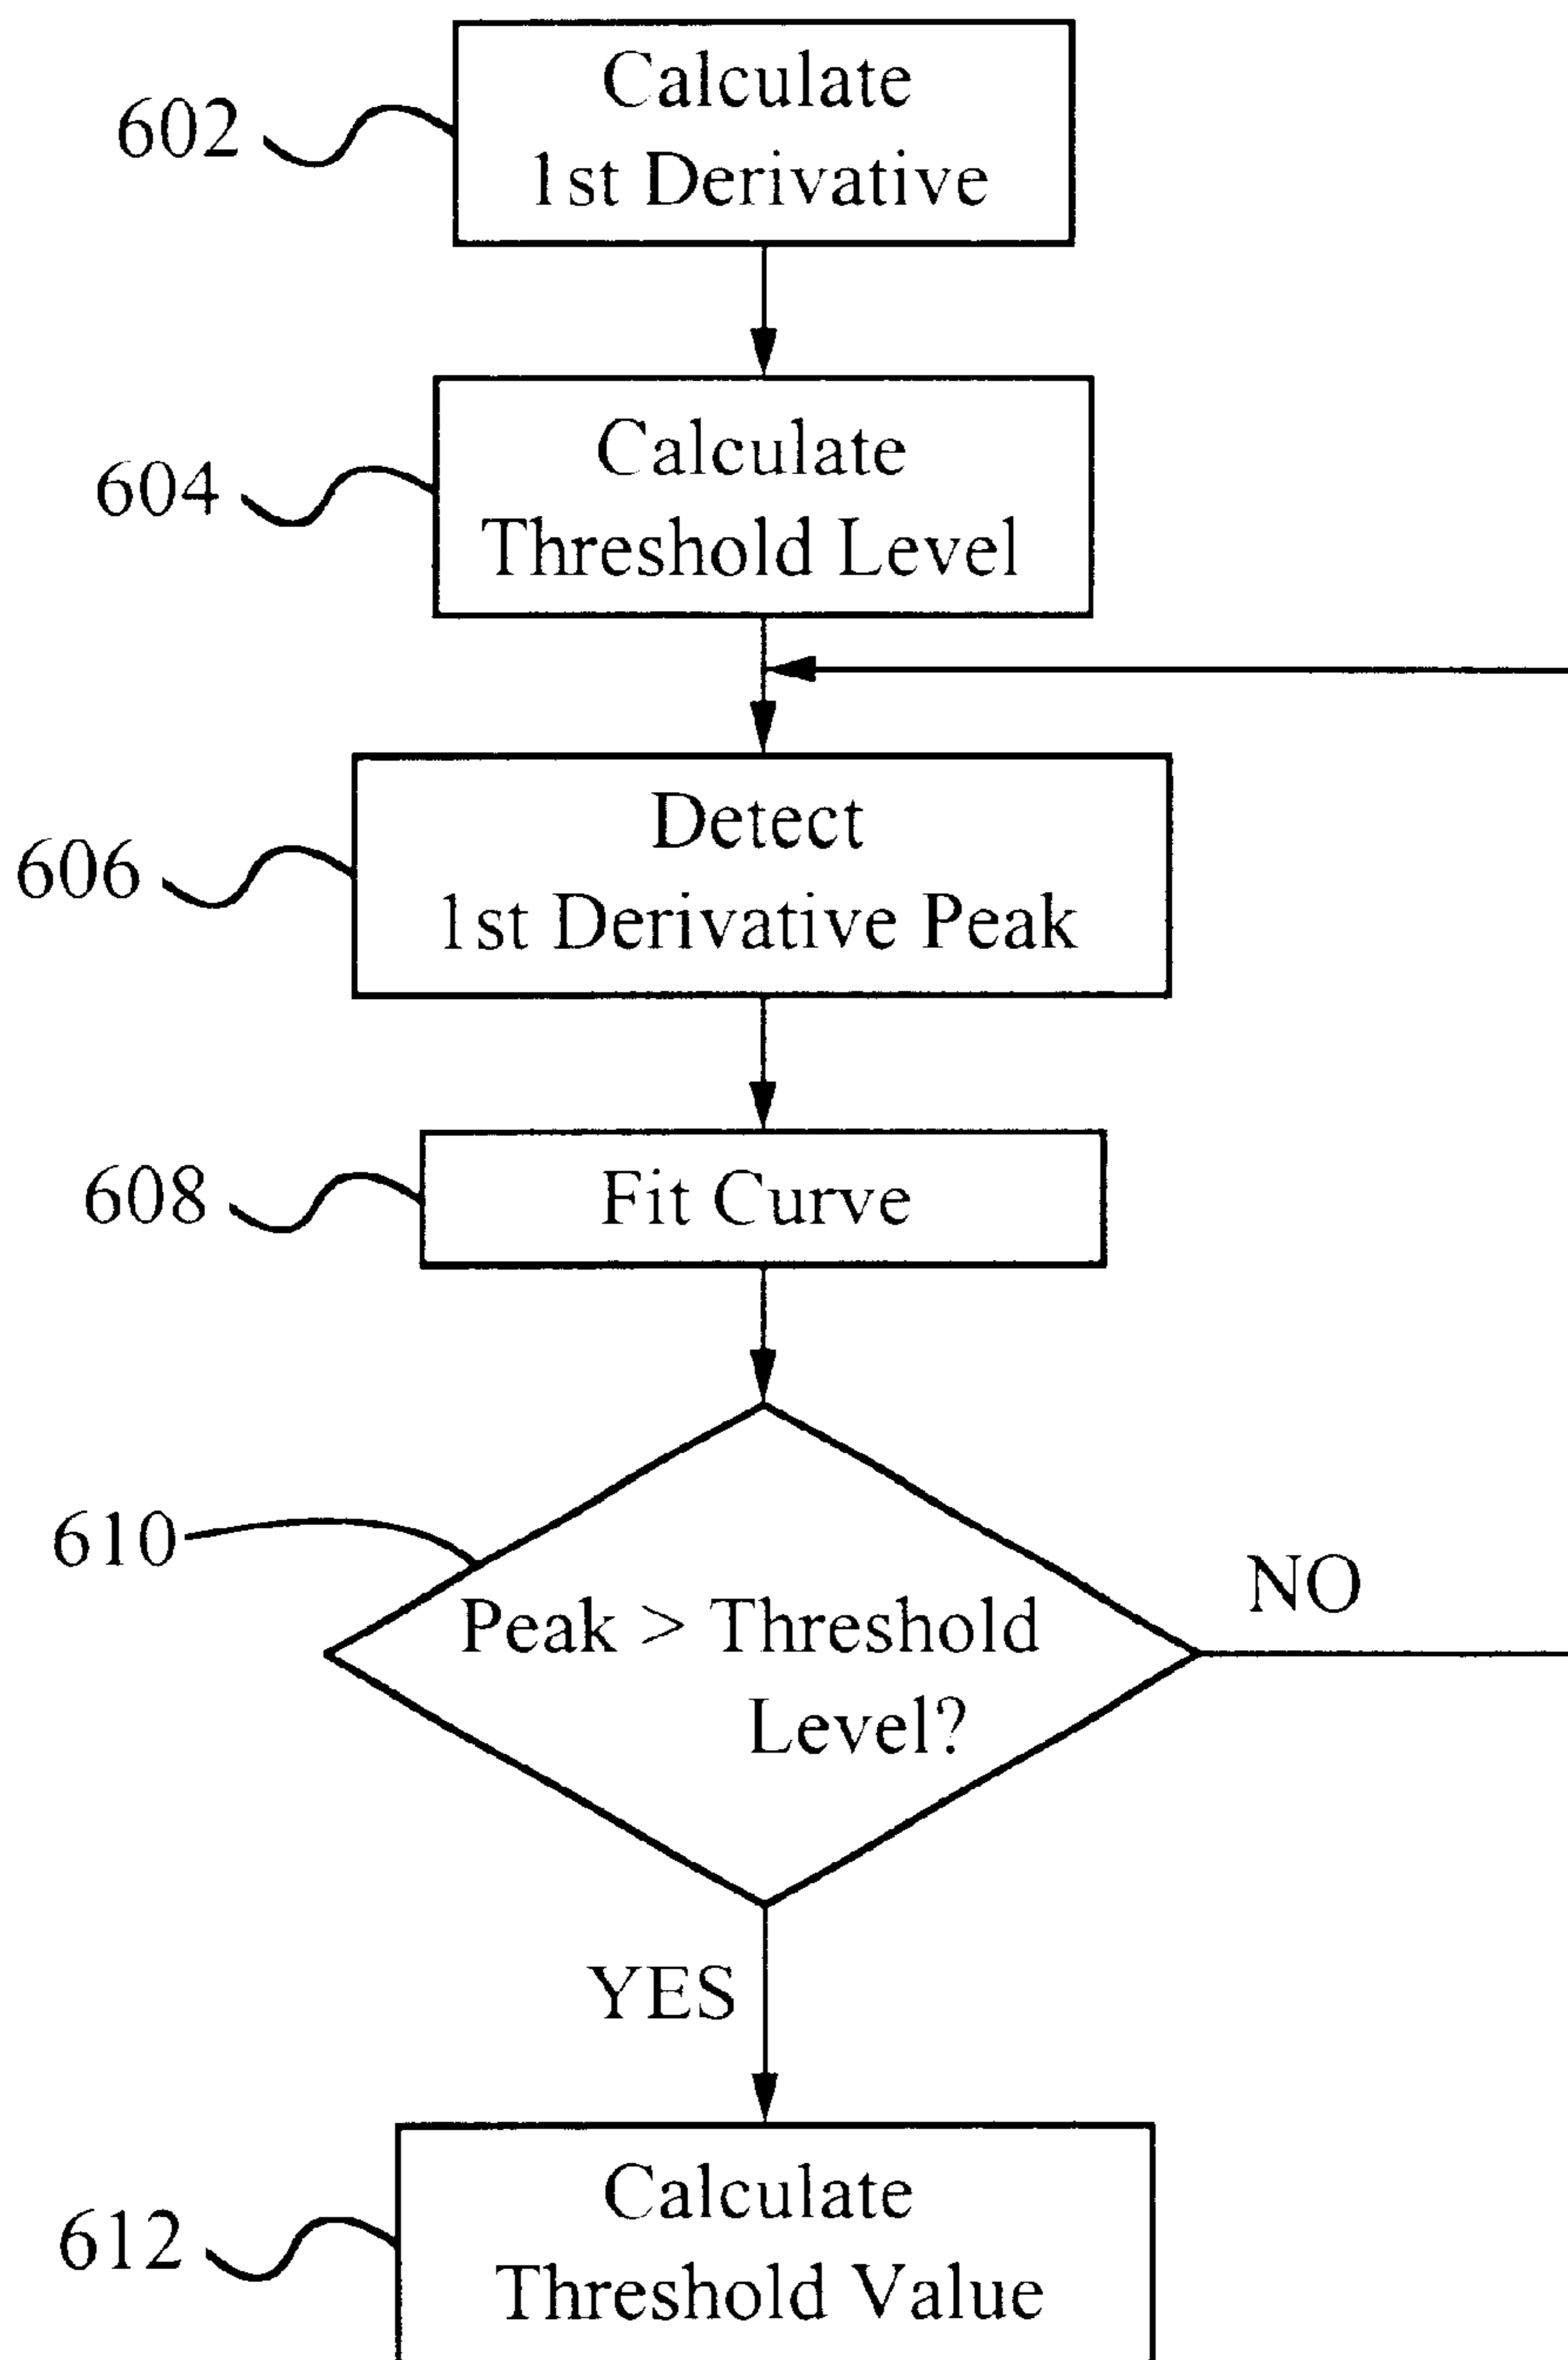 602
Calculate
1st Derivative
604
Calculate
Threshold Level
606
Detect
1st Derivative Peak
608
Fit Curve
610
Peak > Threshold
Level?
NO
YES
612
Calculate
Threshold Value